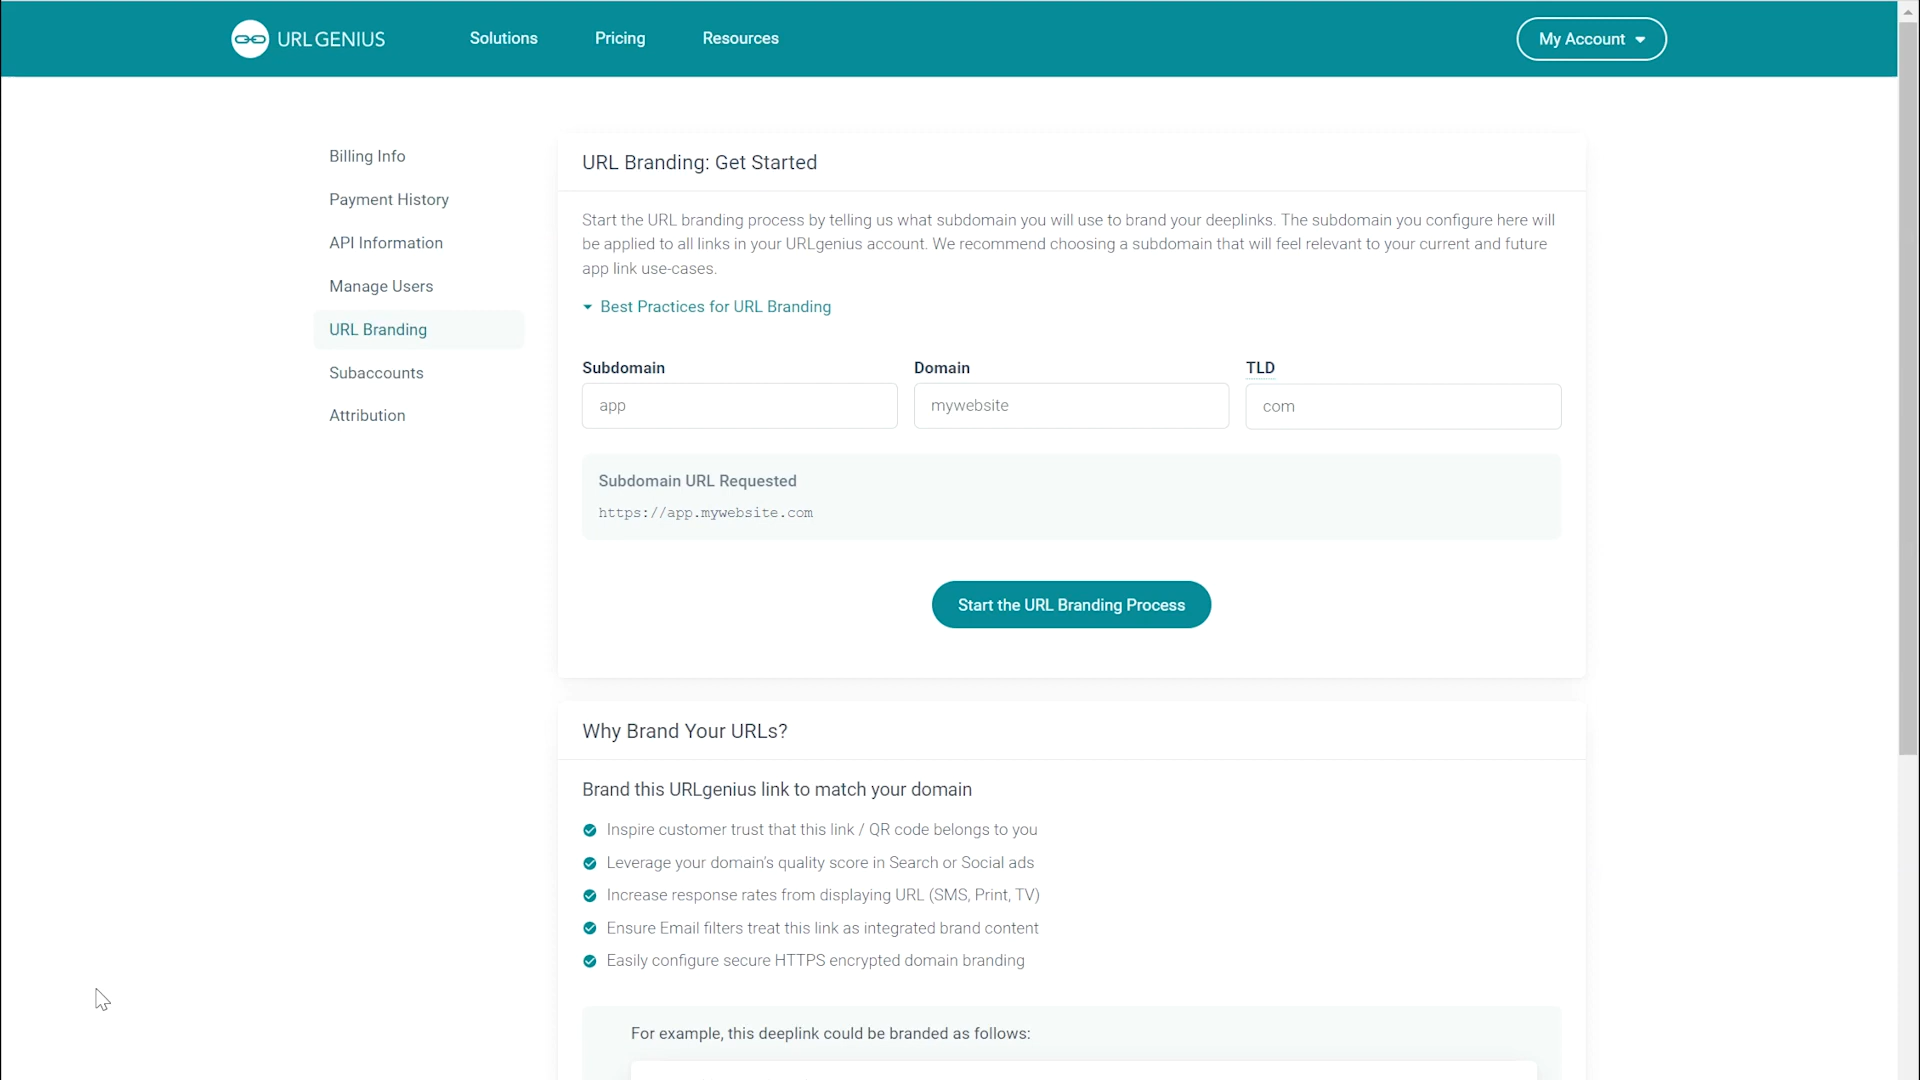 URLGENIUS
Solutions
Pricing
Resources
My Account
Billing Info
Payment History
API Information
Manage Users
URL Branding
Subaccounts
Attribution
URL Branding: Get Started
Start the URL branding process by telling us what subdomain you will use to brand your deeplinks. The subdomain you configure here will
be applied to all links in your URLgenius account. We recommend choosing a subdomain that will feel relevant to your current and future
app link use-cases.
Best Practices for URL Branding
Subdomain
Domain
TLD
app
mywebsite
com
Subdomain URL Requested
https://app.mywebsite.com
Start the URL Branding Process
Why Brand Your URLs?
Brand this URLgenius link to match your domain
Inspire customer trust that this link / QR code belongs to you
Leverage your domain's quality score in Search or Social ads
Increase response rates from displaying URL (SMS, Print, TV)
Ensure Email filters treat this link as integrated brand content
Easily configure secure HTTPS encrypted domain branding
For example, this deeplink could be branded as follows: